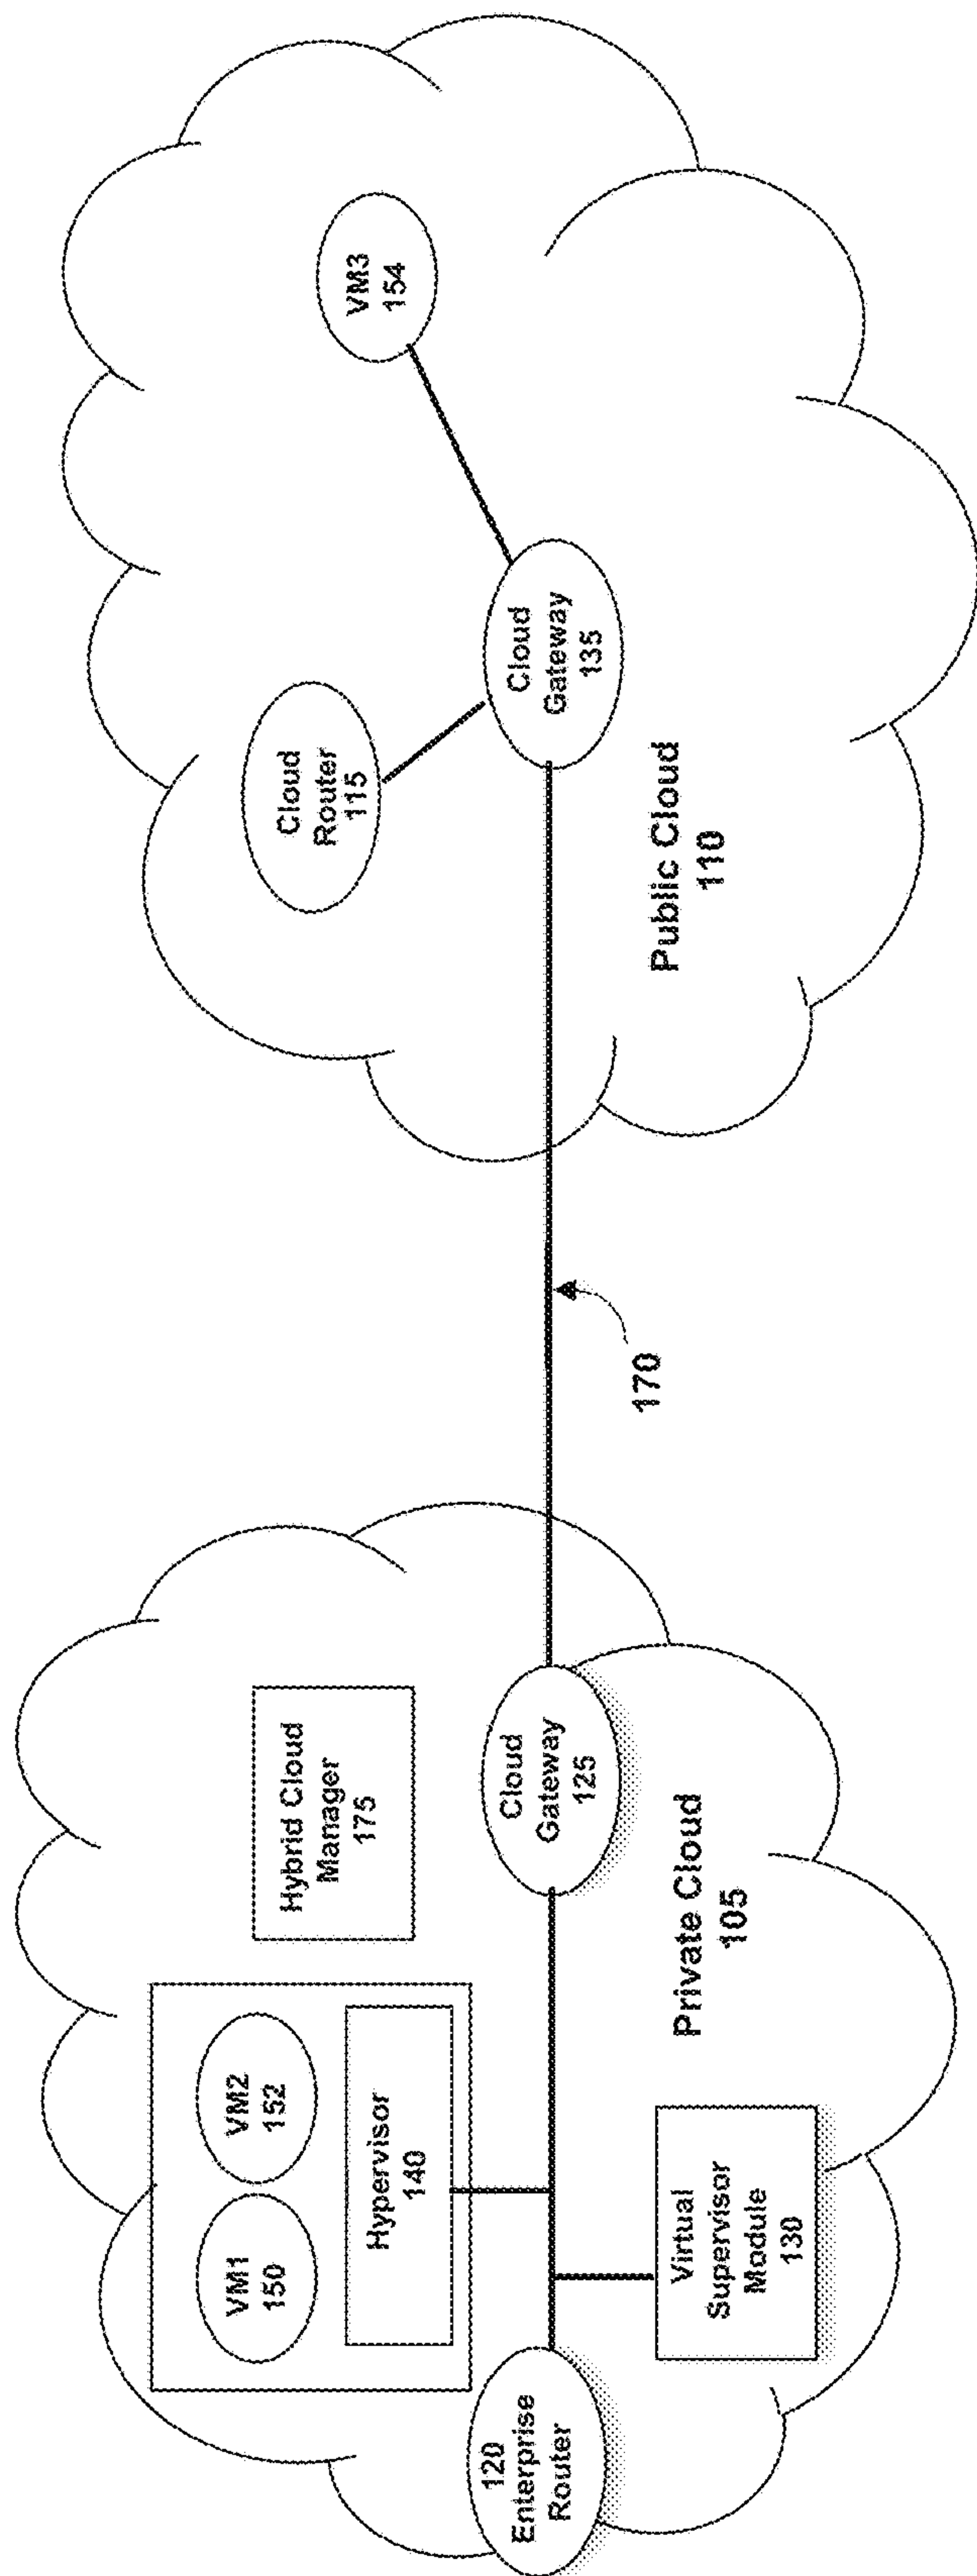 VM1
150
VM2
152
Hypervisor
140
Hybrid Cloud
Manager
175
120
Enterprise
Router
Cloud
Gateway
125
Virtual
Supervisor
Module
130
Private Cloud
105
170
Cloud
Router
115
VM3
154
Cloud
Gateway
135
Public Cloud
110